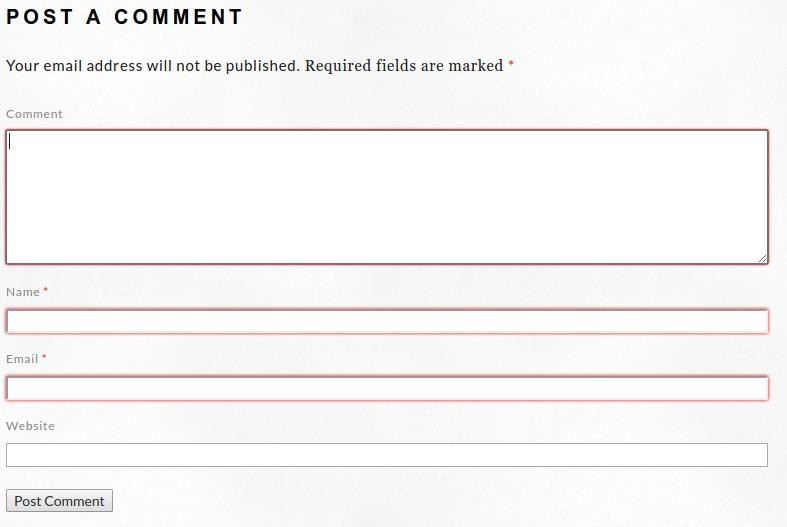 POST A COMMENT
Your email address will not be published. Required fields are marked *
Comment
Name *
Email *
Website
Post Comment